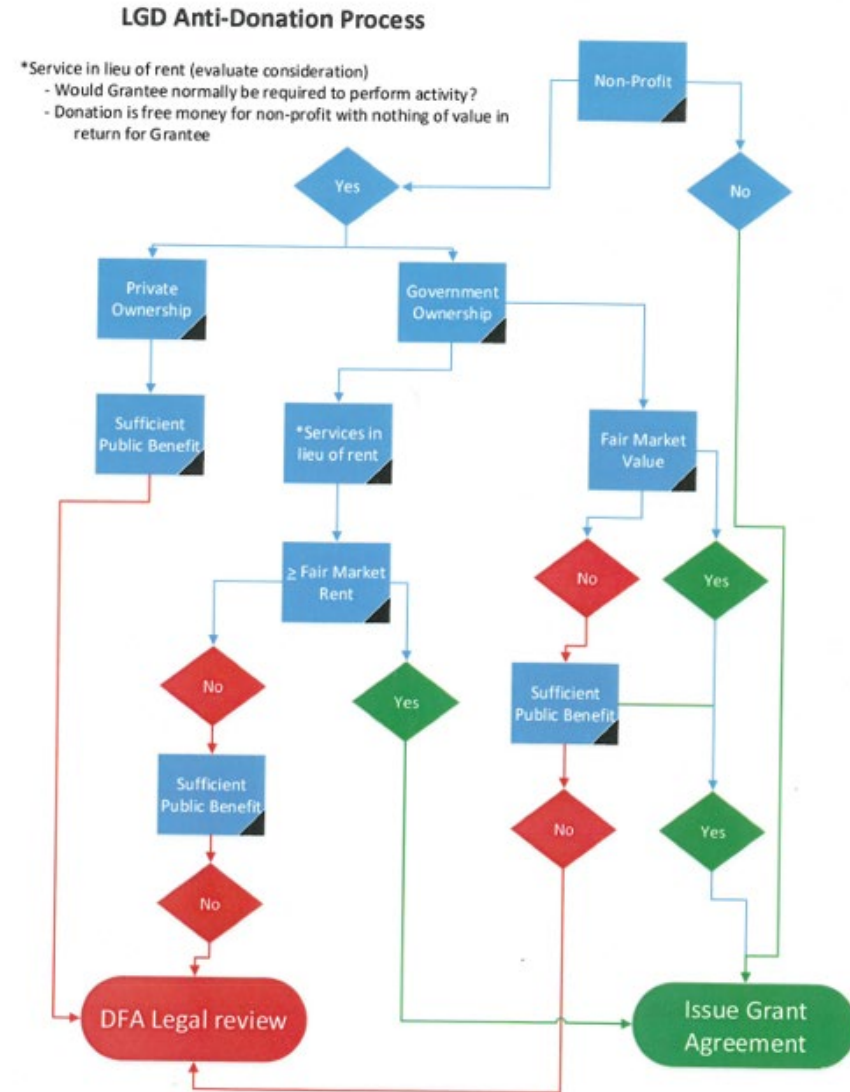 LGD Anti-Donation Process
*Service in lieu of rent (evaluate consideration)
- Would Grantee normally be required to perform activity?
- Donation is free money for non-profit with nothing of value in
return for Grantee
Non-Profit
Yes
No
Private
Ownership
Government
Ownership
Sufficient
Public Benefit
*Services in
lieu of rent
Fair Market
Value
≥ Fair Market
Rent
No
Yes
No
Yes
Sufficient
Public Benefit
Sufficient
Public Benefit
No
Yes
No
DFA Legal review
Issue Grant
Agreement